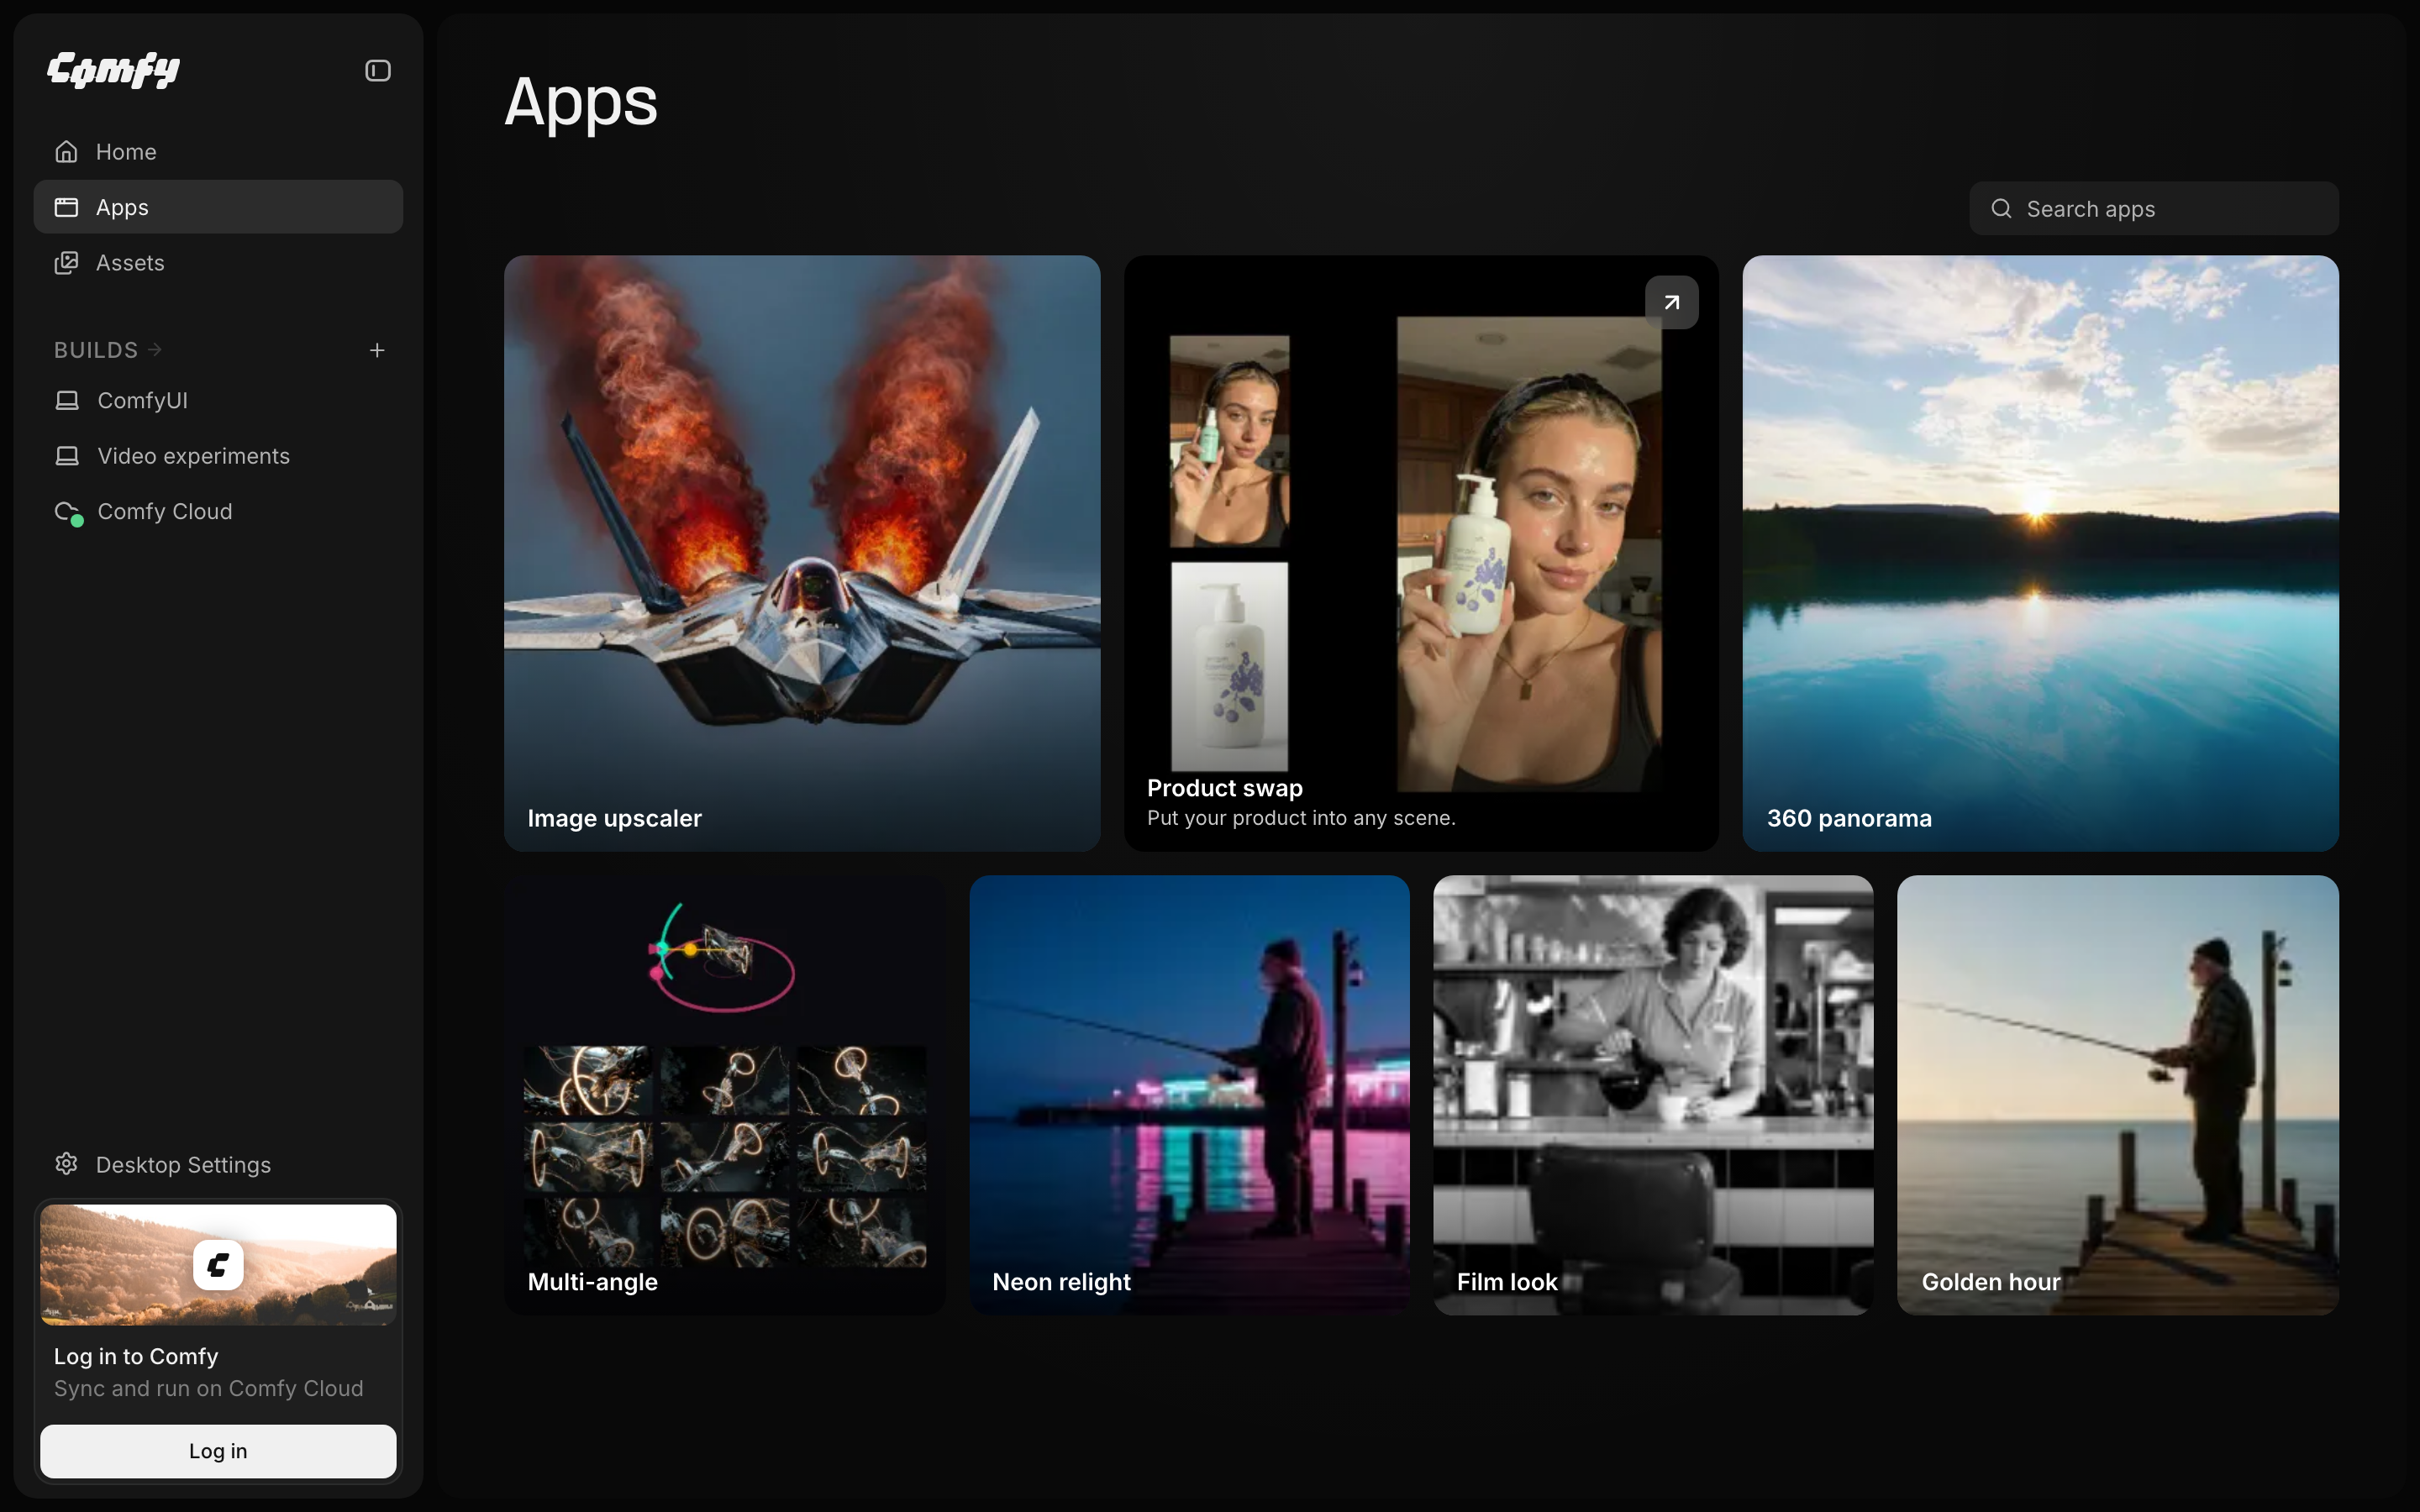 Comfy
Home
Apps
Assets
BUILDS
ComfyUI
Video experiments
Comfy Cloud
Desktop Settings
Log in to Comfy
Sync and run on Comfy Cloud
Log in
Apps
Search apps
Image upscaler
Product swap
Put your product into any scene.
360 panorama
Multi-angle
Neon relight
Film look
Golden hour